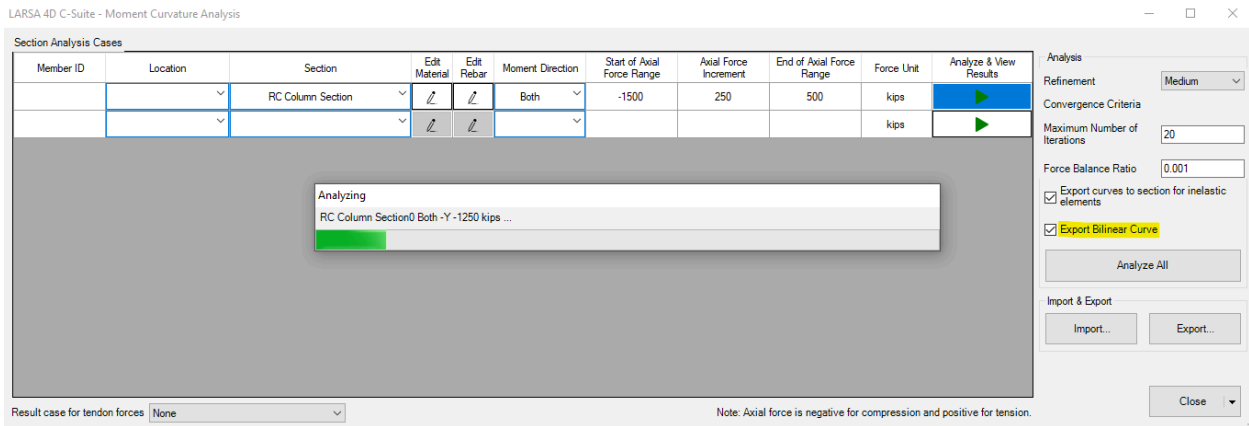 LARSA 4D C-Suite - Moment Curvature Analysis
Section Analysis Cases
Member ID Location Section Edit Material Edit Rebar Moment Direction Start of Axial Force Range Axial Force Increment End of Axial Force Range Force Unit Analyze & View Results
RC Column Section Both -1500 250 500 kips
kips
Analyzing
RC Column Section0 Both -Y -1250 kips ...
Analysis
Refinement Medium
Convergence Criteria
Maximum Number of
Iterations 20
Force Balance Ratio 0.001
Export curves to section for inelastic
elements
Export Bilinear Curve
Analyze All
Import & Export
Import... Export...
Result case for tendon forces None
Note: Axial force is negative for compression and positive for tension.
Close